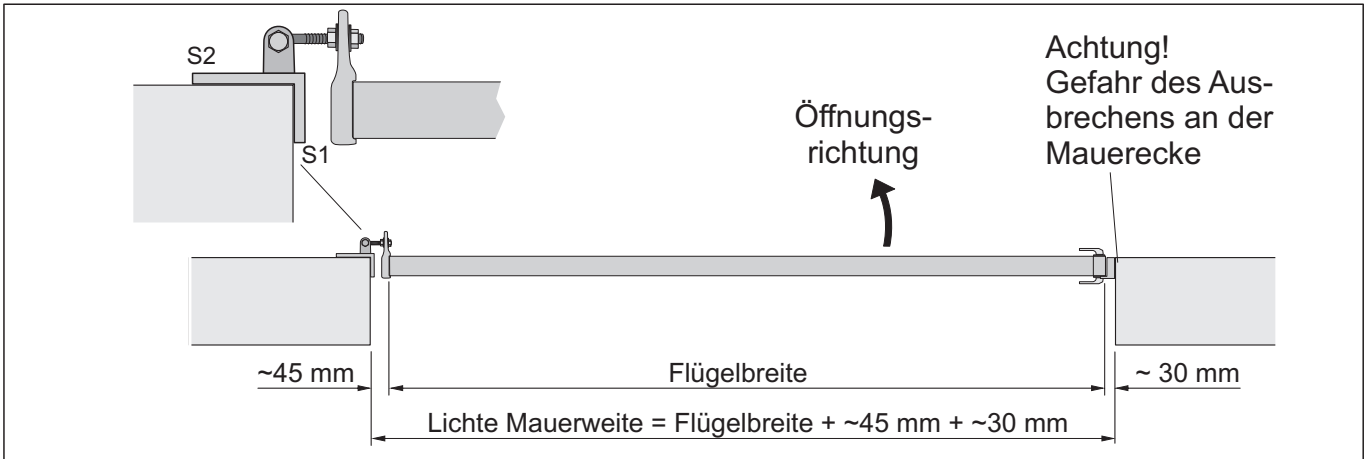 S2
S1
Öffnungs-
richtung
Achtung!
Gefahr des Aus-
brechens an der
Mauerecke
~45 mm
Flügelbreite
~ 30 mm
Lichte Mauerweite = Flügelbreite + ~45 mm + ~30 mm